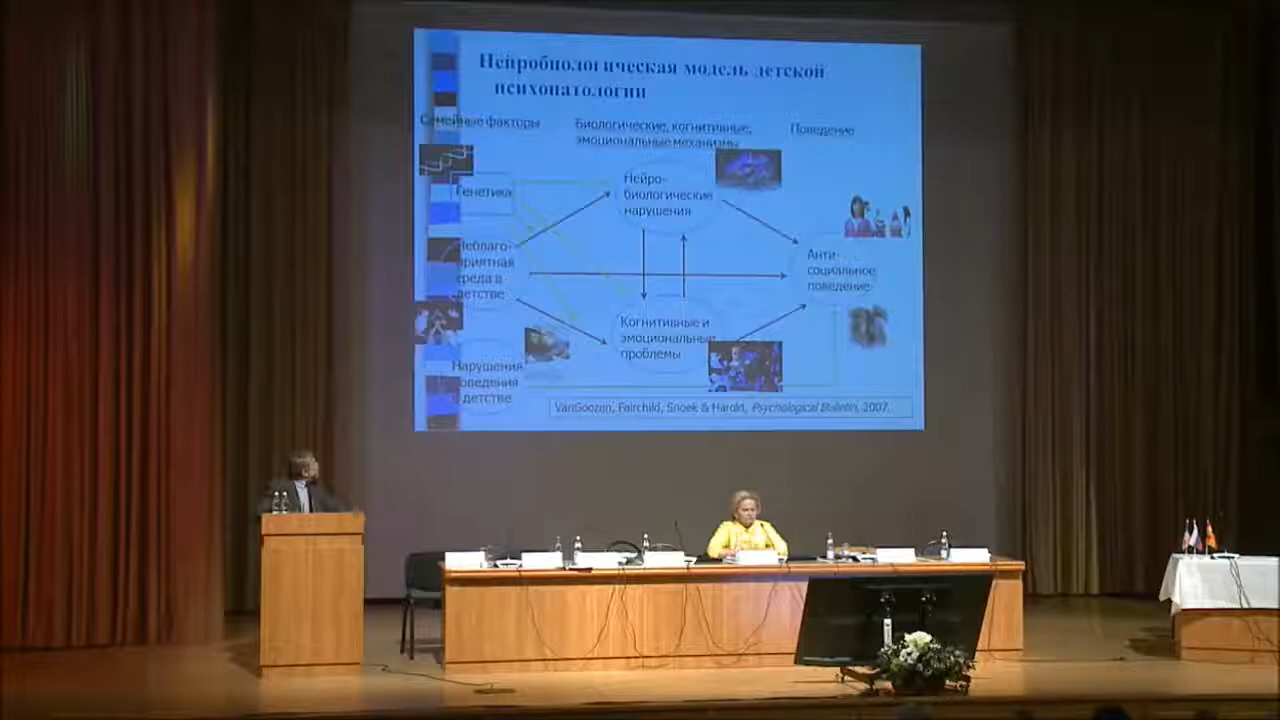 Нейробиологическая модель детской
психопатологии
Семейные факторы
Биологические, когнитивные,
эмоциональные механизмы
Поведение
Генетика
Нейро-
биологические
нарушения
Неблаго-
приятная
среда в
детстве
Анти-
социальное
поведение
Когнитивные и
эмоциональные
проблемы
Нарушения
поведения
в детстве
VanGoozen, Fairchild, Snoek & Harold, Psychological Bulletin, 2007.